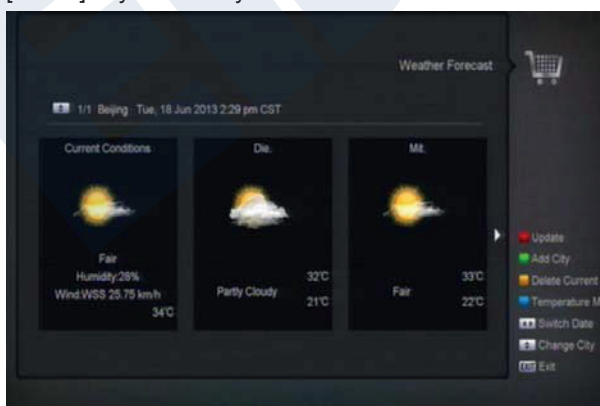 Weather Forecast
1/1 Beijing Tue, 18 Jun 2013 2:29 pm CST
Current Conditions
Fair
Humidity:28%
Wind:WSS 25.75 km/h
34°C
Die.
32°C
Partly Cloudy
21°C
Mit.
33°C
Fair
22°C
Update
Add City
Delete Current
Temperature M
Switch Date
Change City
EXIT Exit